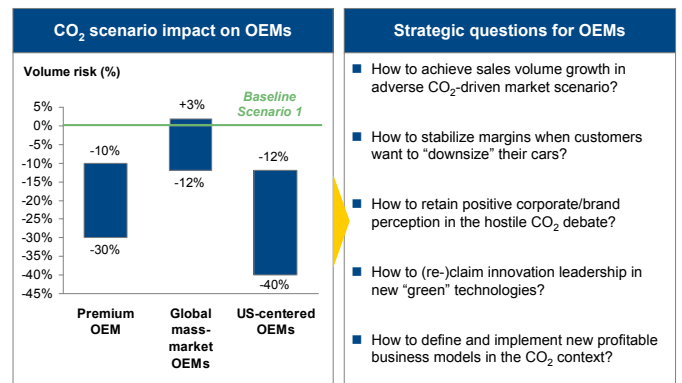 CO₂ scenario impact on OEMs
Volume risk (%)
Baseline
Scenario 1
5%
0%
-5%
-10%
-15%
-20%
-25%
-30%
-35%
-40%
-45%
-10%
-30%
+3%
-12%
-12%
-40%
Premium
OEM
Global
mass-
market
OEMs
US-centered
OEMs
Strategic questions for OEMs
■ How to achieve sales volume growth in
adverse CO₂-driven market scenario?
■ How to stabilize margins when customers
want to “downsize” their cars?
■ How to retain positive corporate/brand
perception in the hostile CO₂ debate?
■ How to (re-)claim innovation leadership in
new “green” technologies?
■ How to define and implement new profitable
business models in the CO₂ context?